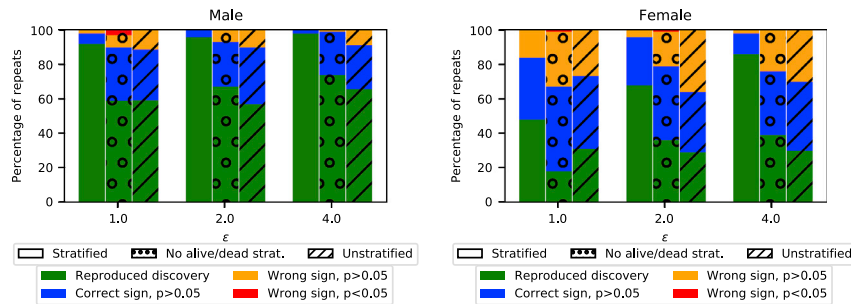 Male
Percentage of repeats
100
80
60
40
20
0
1.0 2.0 4.0
ε
Stratified No alive/dead strat. Unstratified
Reproduced discovery Wrong sign, p>0.05
Correct sign, p>0.05 Wrong sign, p<0.05
Female
Percentage of repeats
100
80
60
40
20
0
1.0 2.0 4.0
ε
Stratified No alive/dead strat. Unstratified
Reproduced discovery Wrong sign, p>0.05
Correct sign, p>0.05 Wrong sign, p<0.05